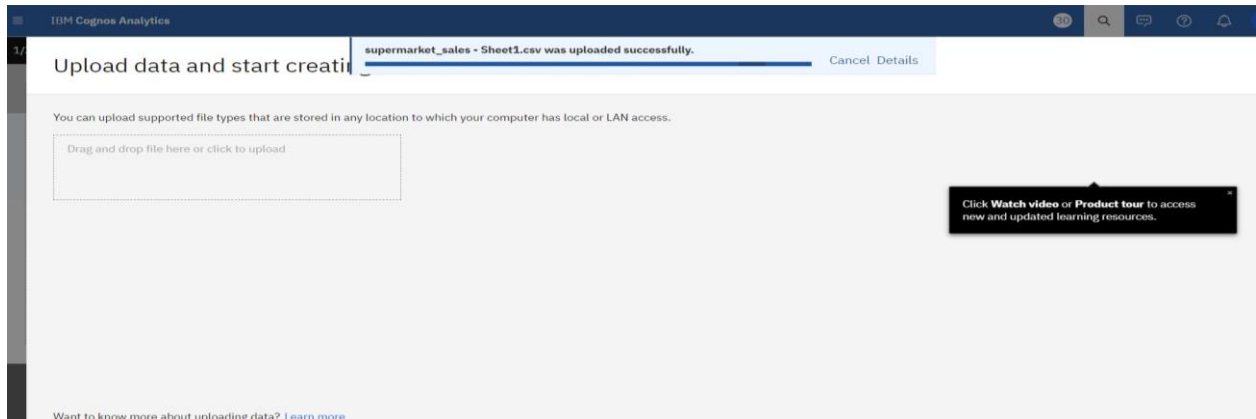 IBM Cognos Analytics
30
1/
supermarket_sales - Sheet1.csv was uploaded successfully.
Cancel Details
Upload data and start
You can upload supported file types that are stored in any location to which your computer has local or LAN access.
Drag and drop file here or click to upload
Click Watch video or Product tour to access
new and updated learning resources.
Want to know more about uploading data? Learn more